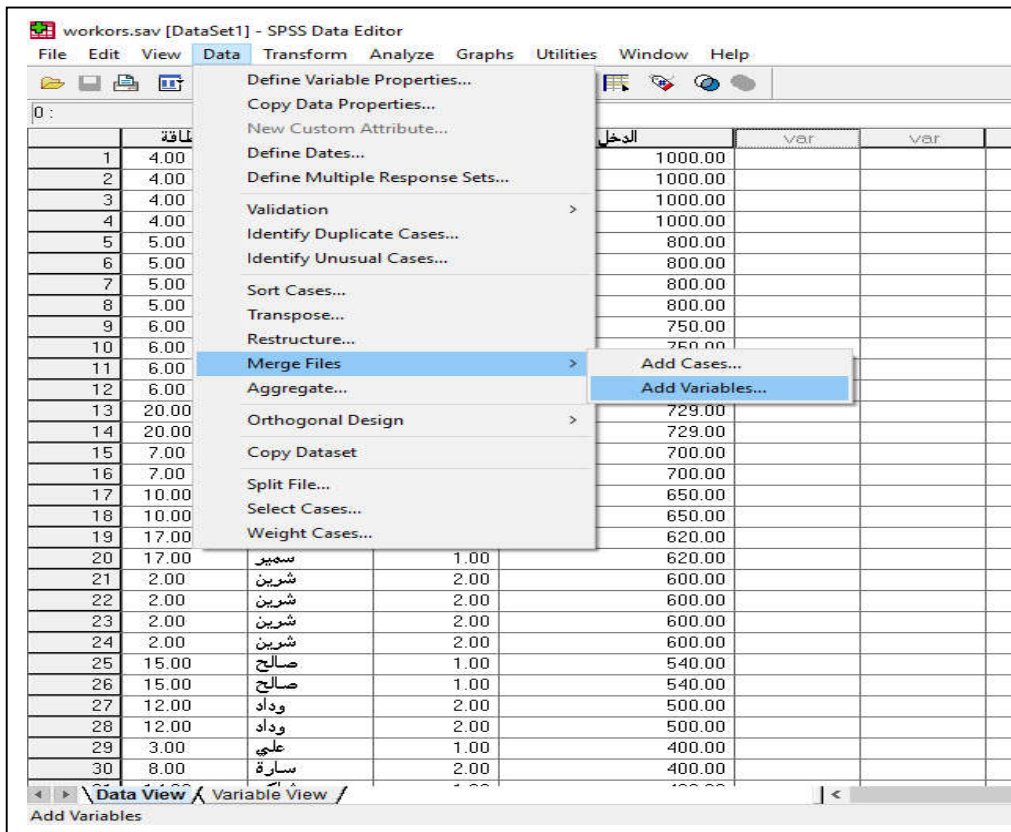 workors.sav [DataSet1] - SPSS Data Editor
File Edit View Data Transform Analyze Graphs Utilities Window Help
0 :
Define Variable Properties...
Copy Data Properties...
New Custom Attribute...
Define Dates...
Define Multiple Response Sets...
Validation >
Identify Duplicate Cases...
Identify Unusual Cases...
Sort Cases...
Transpose...
Restructure...
Merge Files >
Aggregate...
Orthogonal Design >
Copy Dataset
Split File...
Select Cases...
Weight Cases...
Add Cases...
Add Variables...
الدخل var var
1 4.00 1000.00
2 4.00 1000.00
3 4.00 1000.00
4 4.00 1000.00
5 5.00 800.00
6 5.00 800.00
7 5.00 800.00
8 5.00 800.00
9 6.00 750.00
10 6.00 750.00
11 6.00
12 6.00
13 20.00 729.00
14 20.00 729.00
15 7.00 700.00
16 7.00 700.00
17 10.00 650.00
18 10.00 650.00
19 17.00 620.00
20 17.00 سمير 1.00 620.00
21 2.00 شرين 2.00 600.00
22 2.00 شرين 2.00 600.00
23 2.00 شرين 2.00 600.00
24 2.00 شرين 2.00 600.00
25 15.00 صالح 1.00 540.00
26 15.00 صالح 1.00 540.00
27 12.00 وداد 2.00 500.00
28 12.00 وداد 2.00 500.00
29 3.00 علي 1.00 400.00
30 8.00 سارة 2.00 400.00
Data View Variable View
Add Variables